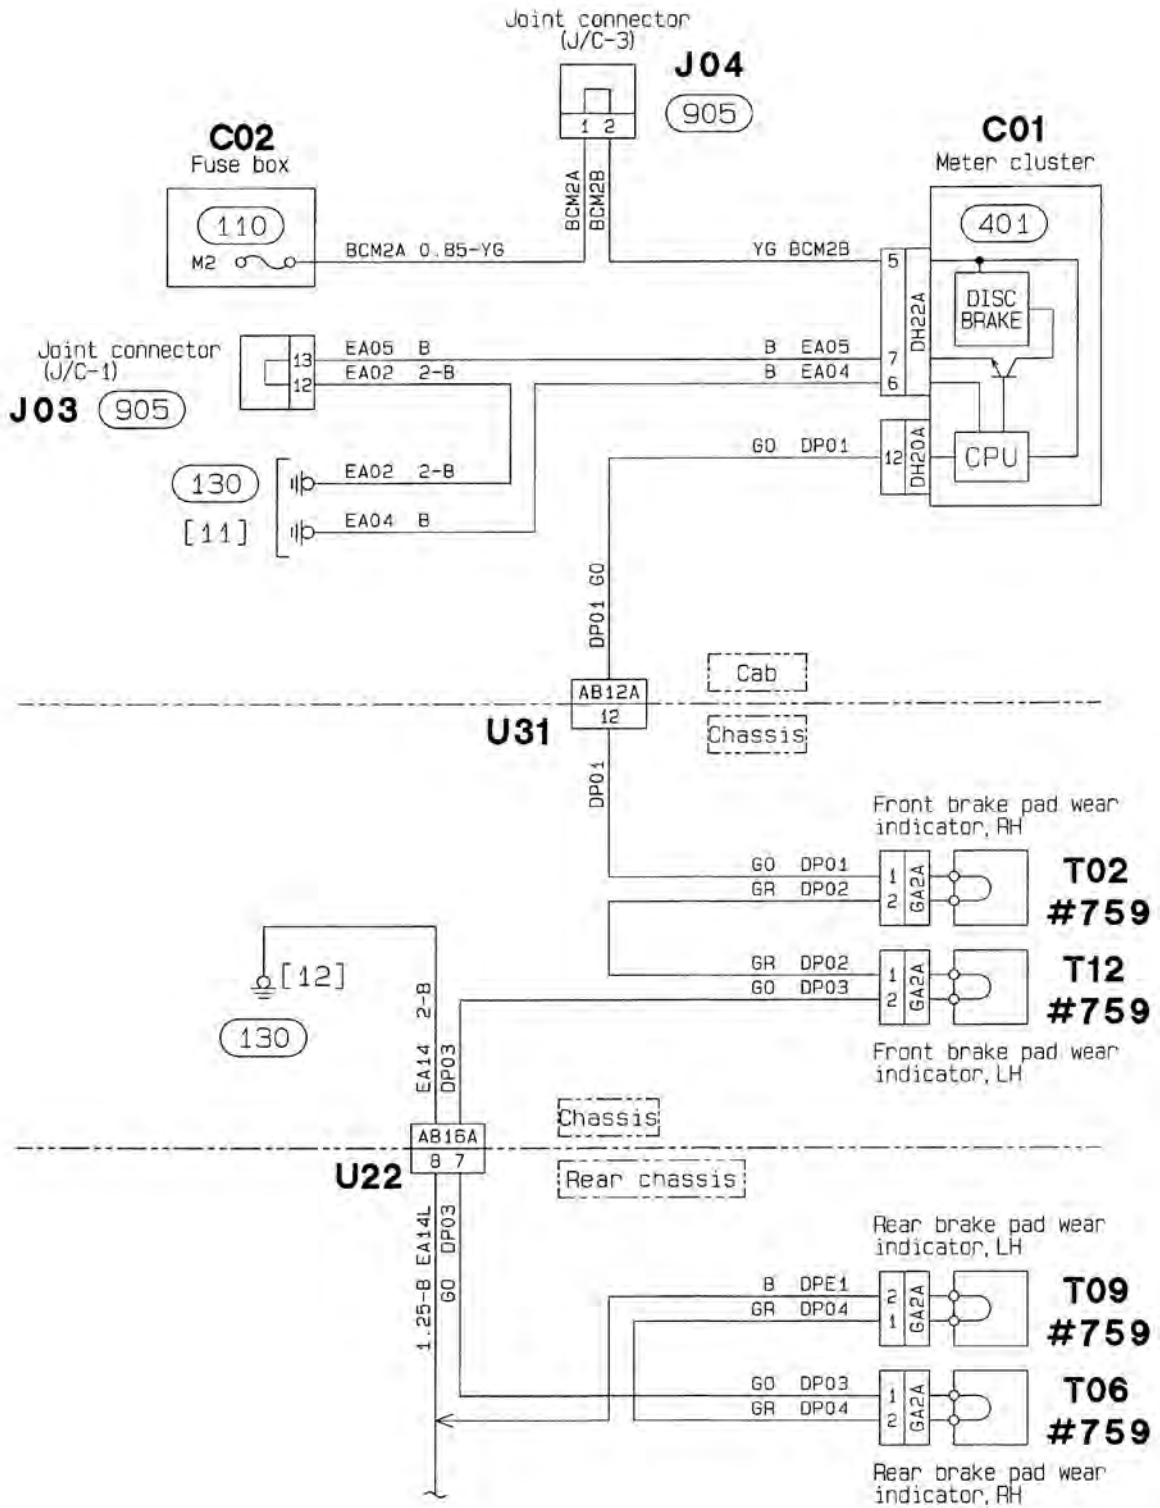 Joint connector
(J/C-3)
J04
905
1 2
C02
Fuse box
110
M2
BCM2A 0.85-YG
BCM2A
BCM2B
YG BCM2B
C01
Meter cluster
401
5
DISC
BRAKE
DH22A
7
6
CPU
12
DH20A
Joint connector
(J/C-1)
J03
905
13
12
EA05 B
EA02 2-B
B EA05
B EA04
GO DP01
130
[11]
EA02 2-B
EA04 B
DP01 GO
Cab
AB12A
12
U31
Chassis
DP01
Front brake pad wear
indicator, RH
GO DP01
GR DP02
1
2
GA2A
T02
#759
GR DP02
GO DP03
1
2
GA2A
T12
#759
Front brake pad wear
indicator, LH
[12]
130
EA14 2-B
DP03
Chassis
AB16A
8 7
U22
Rear chassis
1.25-B EA14L
GO DP03
Rear brake pad wear
indicator, LH
B DPE1
GR DP04
2
1
GA2A
T09
#759
GO DP03
GR DP04
1
2
GA2A
T06
#759
Rear brake pad wear
indicator, RH